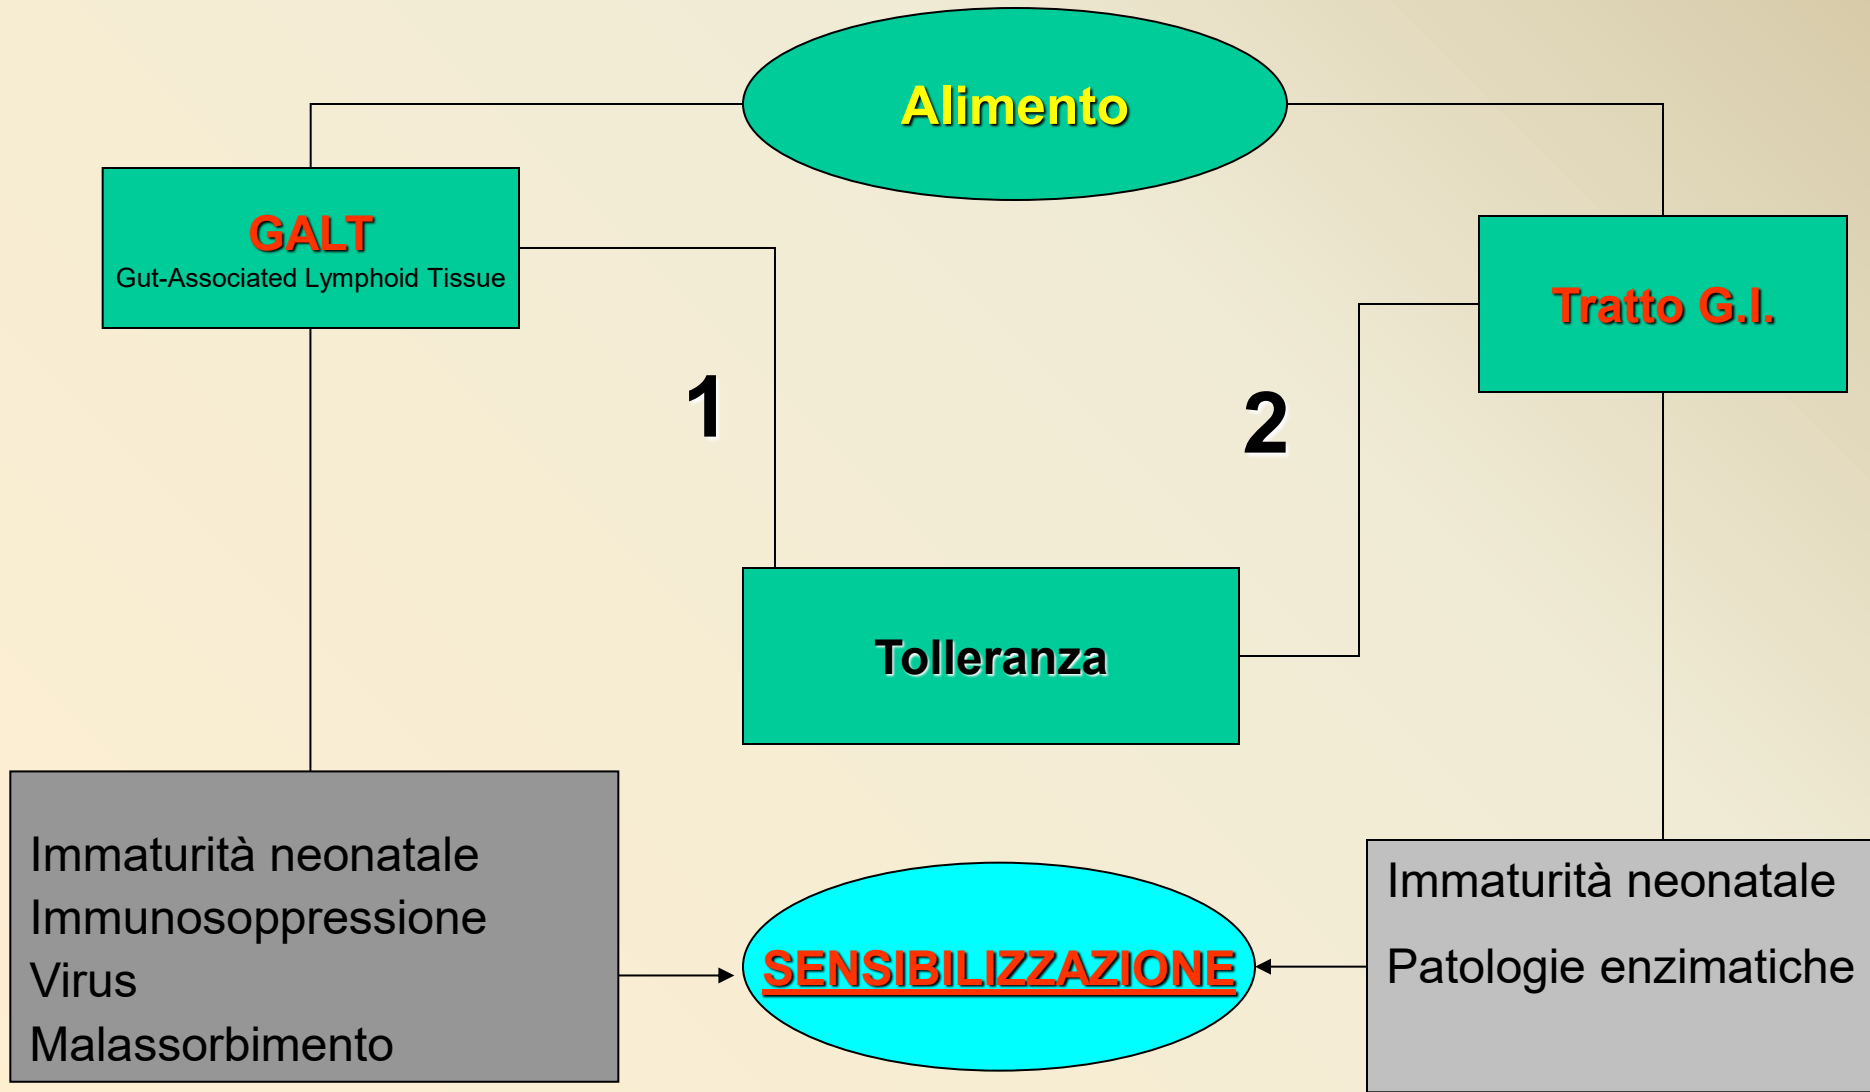 Alimento
GALT
Gut-Associated Lymphoid Tissue
Tratto G.I.
1
2
Tolleranza
Immaturità neonatale
Immunosoppressione
Virus
Malassorbimento
SENSIBILIZZAZIONE
Immaturità neonatale
Patologie enzimatiche